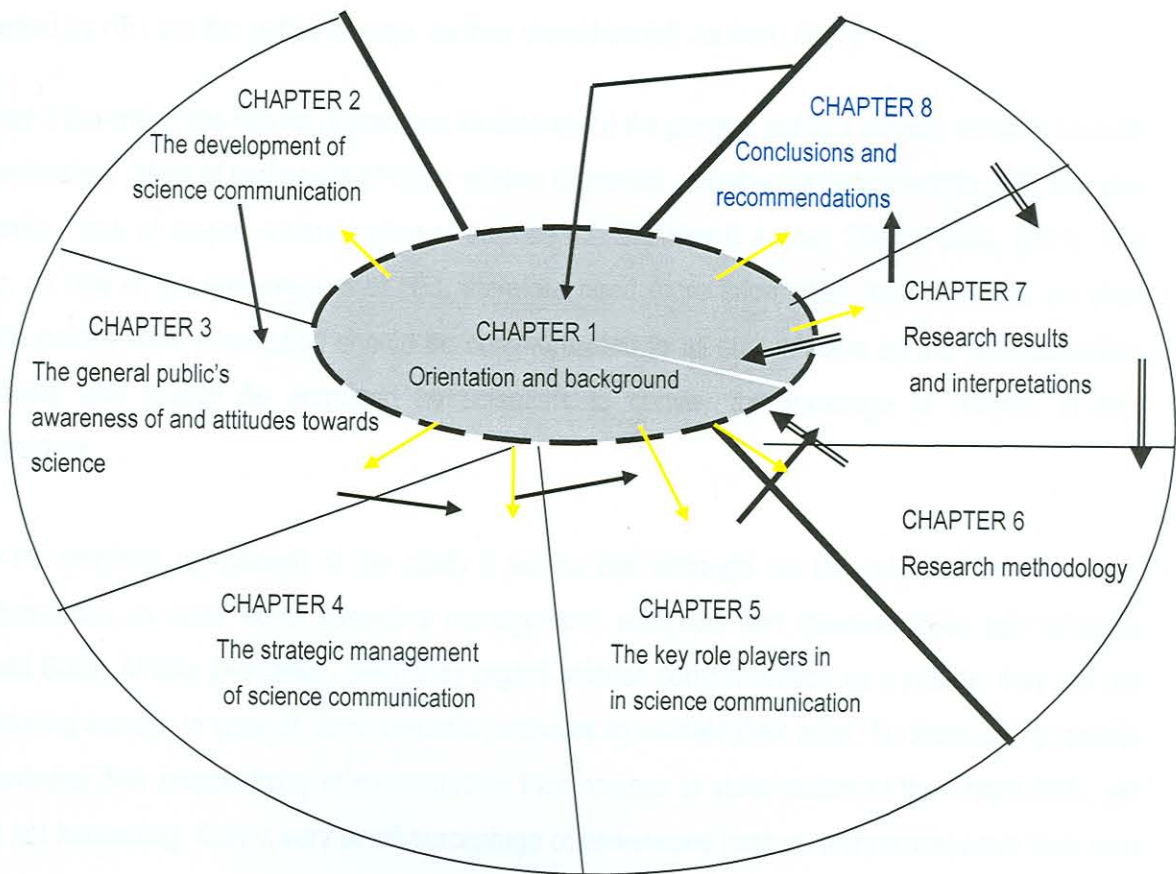 CHAPTER 2
The development of
science communication
CHAPTER 8
Conclusions and
recommendations
CHAPTER 3
The general public's
awareness of and attitudes towards
science
CHAPTER 1
Orientation and background
CHAPTER 7
Research results
and interpretations
CHAPTER 6
Research methodology
CHAPTER 4
The strategic management
of science communication
CHAPTER 5
The key role players in
in science communication